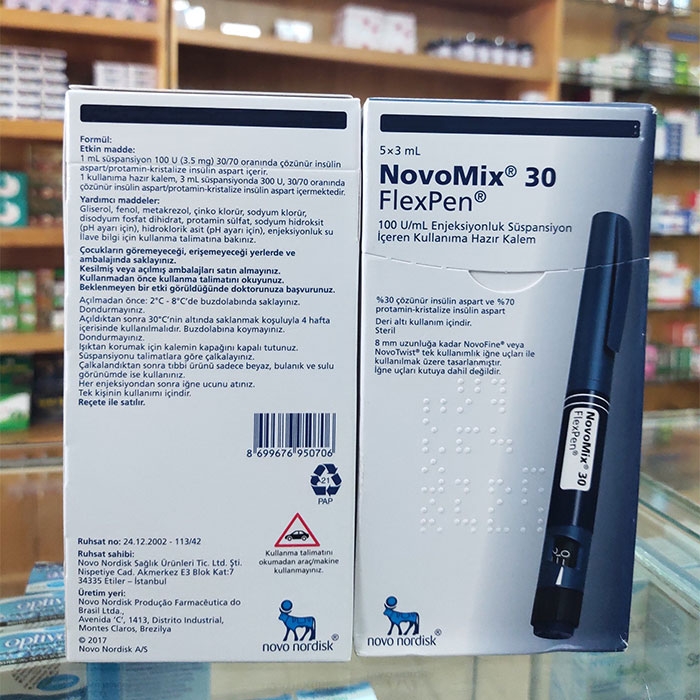 Formül:
Etkin madde:
1 mL süspansiyon 100 U (3.5 mg) 30/70 oranında çözünür insülin
aspart/protamin-kristalize insülin aspart içerir.
1 kullanıma hazır kalem, 3 mL süspansiyonda 300 U, 30/70 oranında
çözünür insülin aspart/protamin-kristalize insülin aspart içermektedir.
Yardımcı maddeler:
Gliserol, fenol, metakrezol, çinko klorür, sodyum klorür,
disodyum fosfat dihidrat, protamin sülfat, sodyum hidroksit
(pH ayarı için), hidroklorik asit (pH ayarı için), enjeksiyonluk su
İlave bilgi için kullanma talimatına bakınız.
Çocukların göremeyeceği, erişemeyeceği yerlerde ve
ambalajında saklayınız.
Kesilmiş veya açılmış ambalajları satın almayınız.
Kullanmadan önce kullanma talimatını okuyunuz.
Beklenmeyen bir etki görüldüğünde doktorunuza başvurunuz.
Açılmadan önce: 2°C - 8°C'de buzdolabında saklayınız.
Dondurmayınız.
Açıldıktan sonra 30°C'nin altında saklanmak koşuluyla 4 hafta
içerisinde kullanılmalıdır. Buzdolabına koymayınız.
Dondurmayınız.
Işıktan korumak için kalemin kapağını kapalı tutunuz.
Süspansiyonu talimatlara göre çalkalayınız.
Çalkalandıktan sonra tıbbi ürünü sadece beyaz, bulanık ve sulu
görünümde ise kullanınız.
Her enjeksiyondan sonra iğne ucunu atınız.
Tek kişinin kullanımı içindir.
Reçete ile satılır.
8 699676 950706
21
PAP
Kullanma talimatını
okumadan araç/makine
kullanmayınız.
Ruhsat no: 24.12.2002 - 113/42
Ruhsat sahibi:
Novo Nordisk Sağlık Ürünleri Tic. Ltd. Şti.
Nispetiye Cad. Akmerkez E3 Blok Kat:7
34335 Etiler – İstanbul
Üretim yeri:
Novo Nordisk Produção Farmacêutica do
Brasil Ltda.,
Avenida 'C', 1413, Distrito Industrial,
Montes Claros, Brezilya
© 2017
Novo Nordisk A/S
novo nordisk®
5×3 mL
NovoMix® 30
FlexPen®
100 U/mL Enjeksiyonluk Süspansiyon
İçeren Kullanıma Hazır Kalem
%30 çözünür insülin aspart ve %70
protamin-kristalize insülin aspart
Deri altı kullanım içindir.
Steril
8 mm uzunluğa kadar NovoFine® veya
NovoTwist® tek kullanımlık iğne uçları ile
kullanılmak üzere tasarlanmıştır.
İğne uçları kutuya dahil değildir.
NovoMix® 30
FlexPen®
novo nordisk®